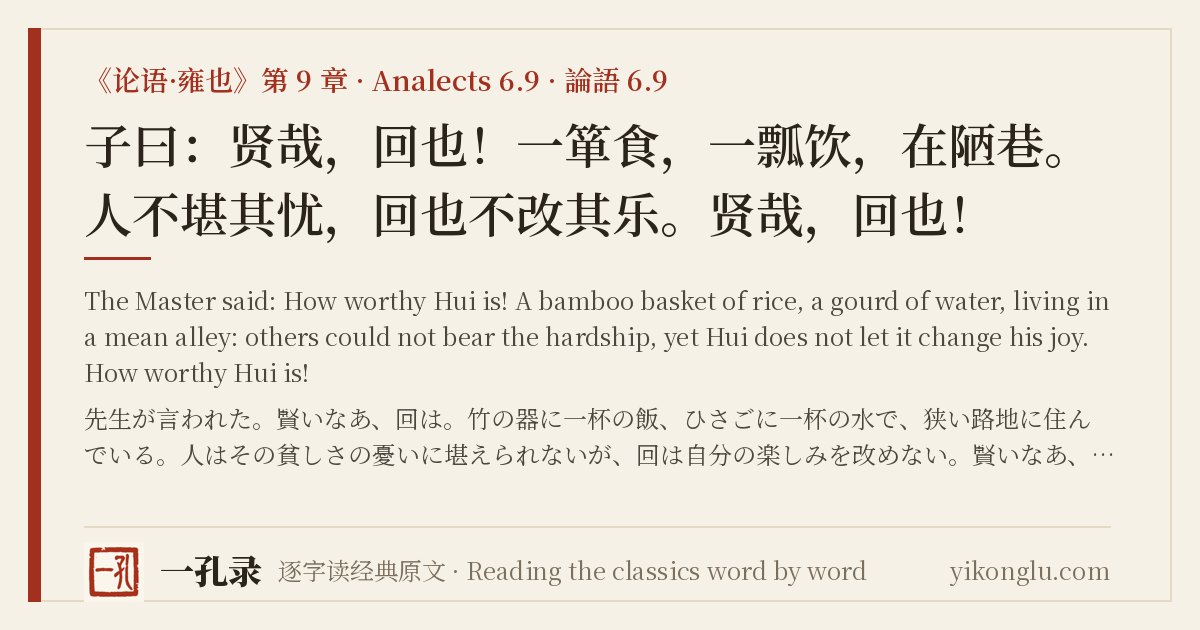 《论语·雍也》第 9 章 · Analects 6.9 · 論語 6.9
子曰：贤哉，回也！一箪食，一瓢饮，在陋巷。
人不堪其忧，回也不改其乐。贤哉，回也！
The Master said: How worthy Hui is! A bamboo basket of rice, a gourd of water, living in
a mean alley: others could not bear the hardship, yet Hui does not let it change his joy.
How worthy Hui is!
先生が言われた。賢いなあ、回は。竹の器に一杯の飯、ひさごに一杯の水で、狭い路地に住ん
でいる。人はその貧しさの憂いに堪えられないが、回は自分の楽しみを改めない。賢いなあ、…
一孔
一孔录 逐字读经典原文 · Reading the classics word by word yikonglu.com